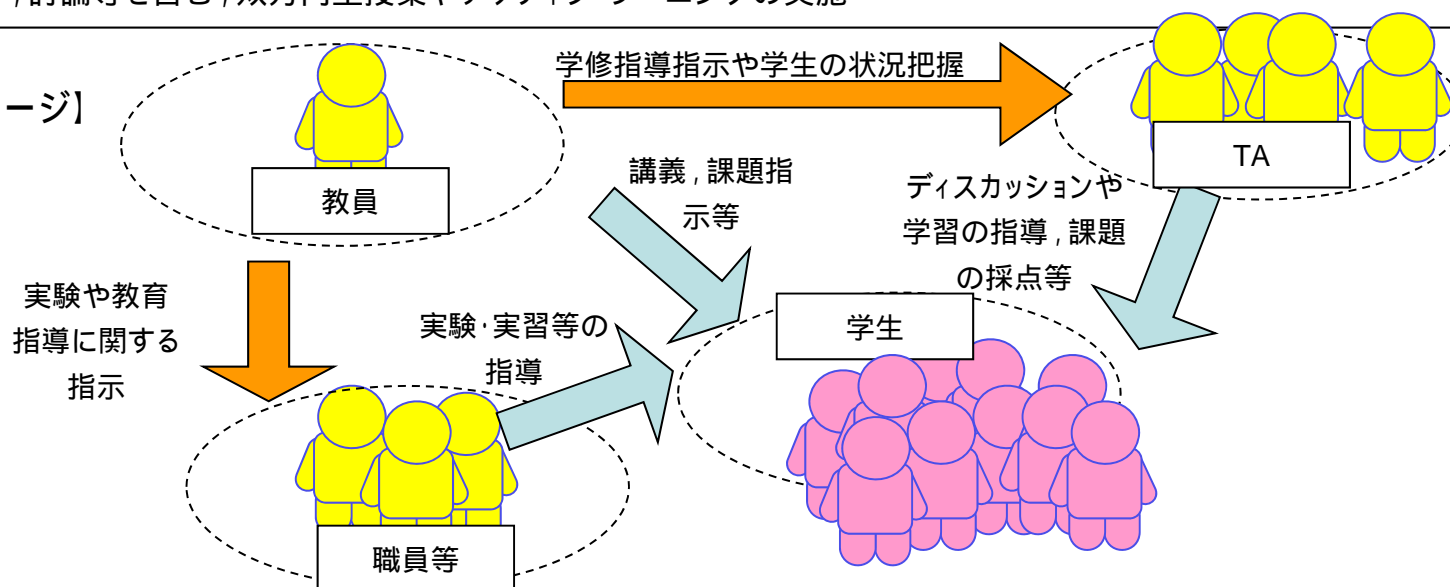 学修指導指示や学生の状況把握
ージ】
TA
教員
講義,課題指
示等
ディスカッションや
学習の指導,課題
の採点等
実験や教育
指導に関する
指示
実験・実習等の
指導
学生
職員等